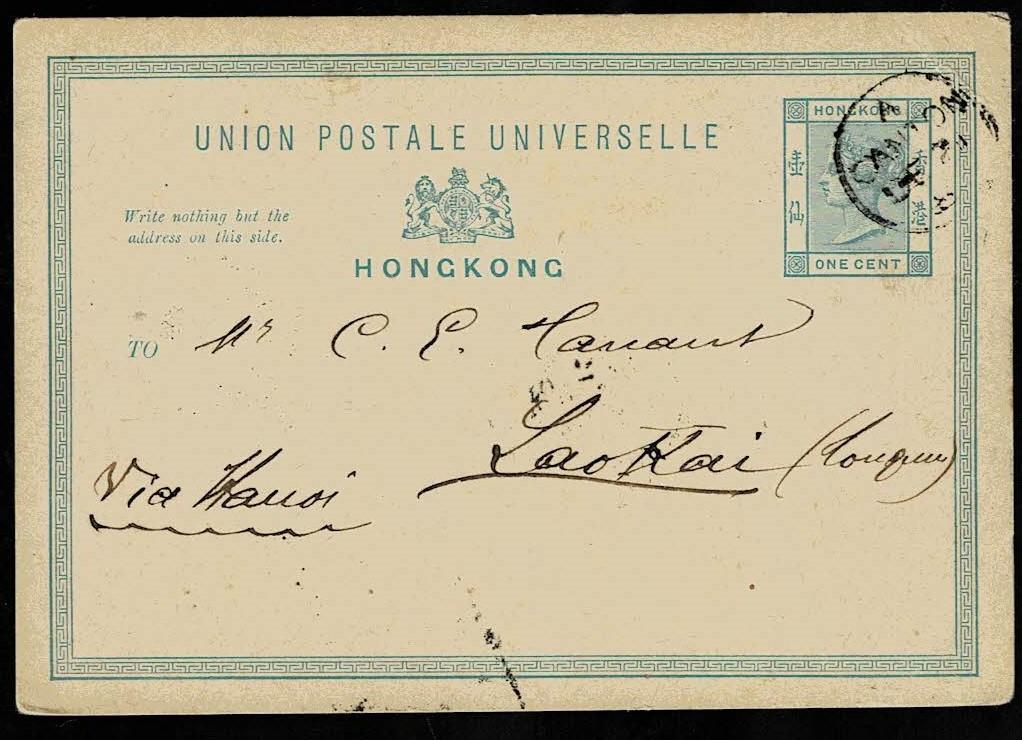 UNION POSTALE UNIVERSELLE
HONGKONG
壹仙
香港
ONE CENT
CANTON
Write nothing but the
address on this side.
HONGKONG
TO Mr C. E.
Laokai (Tonquin)
Via Hanoi